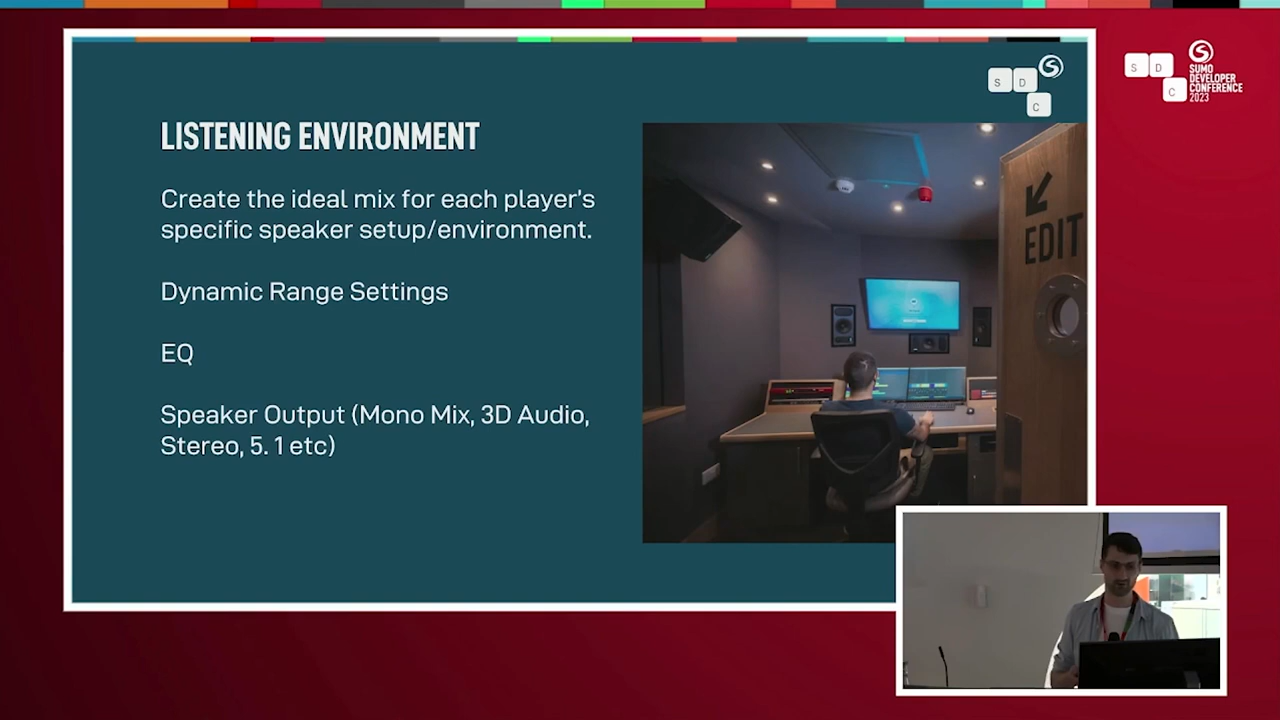 S D
C
SUMO
DEVELOPER
CONFERENCE
2023
S D
C
LISTENING ENVIRONMENT
Create the ideal mix for each player's
specific speaker setup/environment.
Dynamic Range Settings
EQ
Speaker Output (Mono Mix, 3D Audio,
Stereo, 5. 1 etc)
EDIT